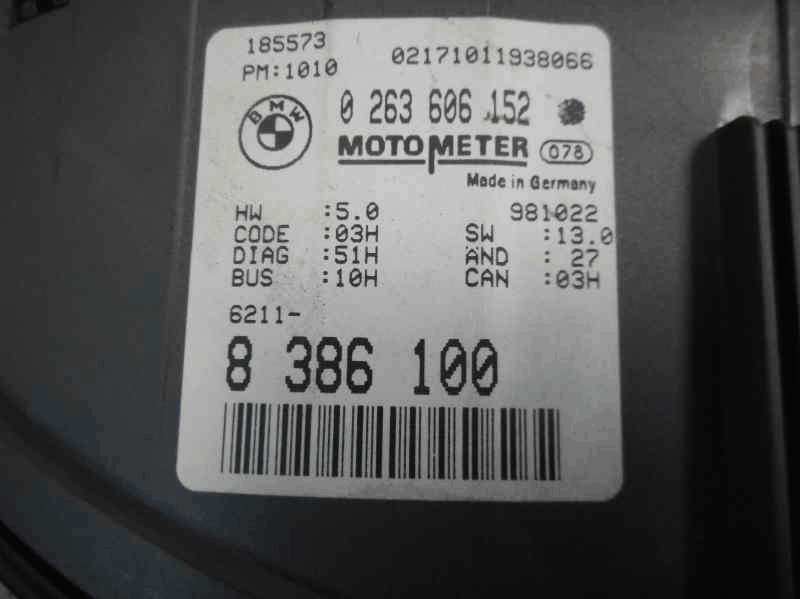 185573
02171011938066
PM:1010
BMW
0 263 606 152
MOTOMETER 078
Made in Germany
HW :5.0 981022
CODE :03H SW :13.0
DIAG :51H AND : 27
BUS :10H CAN :03H
6211-
8 386 100